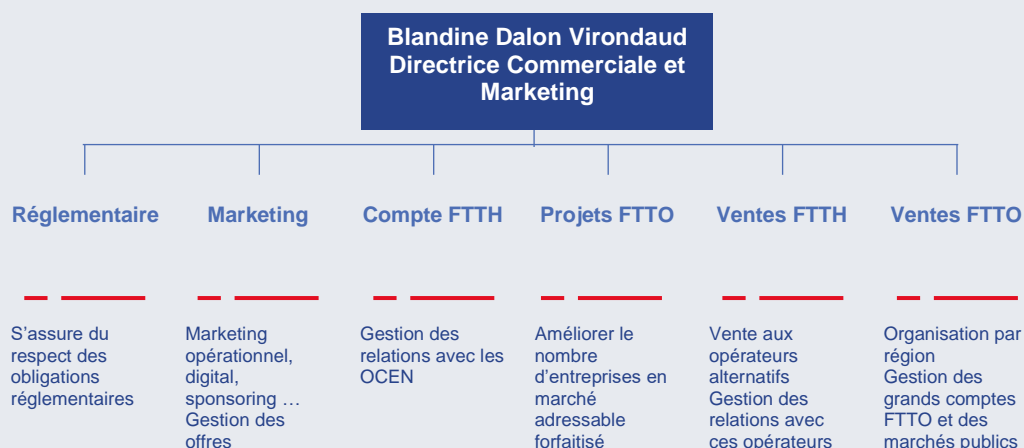 Blandine Dalon Virondaud
Directrice Commerciale et
Marketing
Réglementaire
Marketing
Compte FTTH
Projets FTTO
Ventes FTTH
Ventes FTTO
S’assure du
respect des
obligations
réglementaires
Marketing
opérationnel,
digital,
sponsoring …
Gestion des
offres
Gestion des
relations avec les
OCEN
Améliorer le
nombre
d’entreprises en
marché
adressable
forfaitisé
Vente aux
opérateurs
alternatifs
Gestion des
relations avec
ces opérateurs
Organisation par
région
Gestion des
grands comptes
FTTO et des
marchés publics